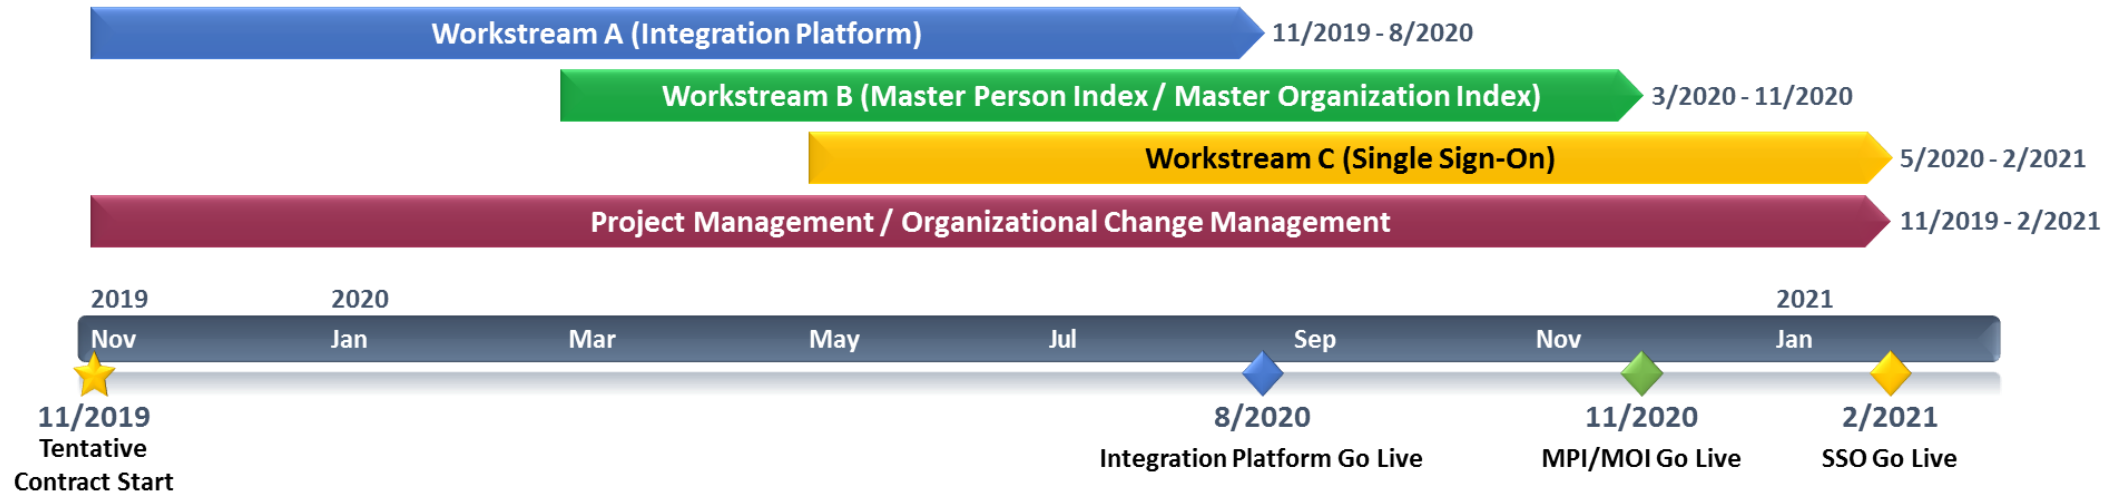 Workstream A (Integration Platform)
11/2019 - 8/2020
Workstream B (Master Person Index / Master Organization Index)
3/2020 - 11/2020
Workstream C (Single Sign-On)
5/2020 - 2/2021
Project Management / Organizational Change Management
11/2019 - 2/2021
2019 2020 2021
Nov Jan Mar May Jul Sep Nov Jan
11/2019
Tentative
Contract Start
8/2020
Integration Platform Go Live
11/2020
MPI/MOI Go Live
2/2021
SSO Go Live